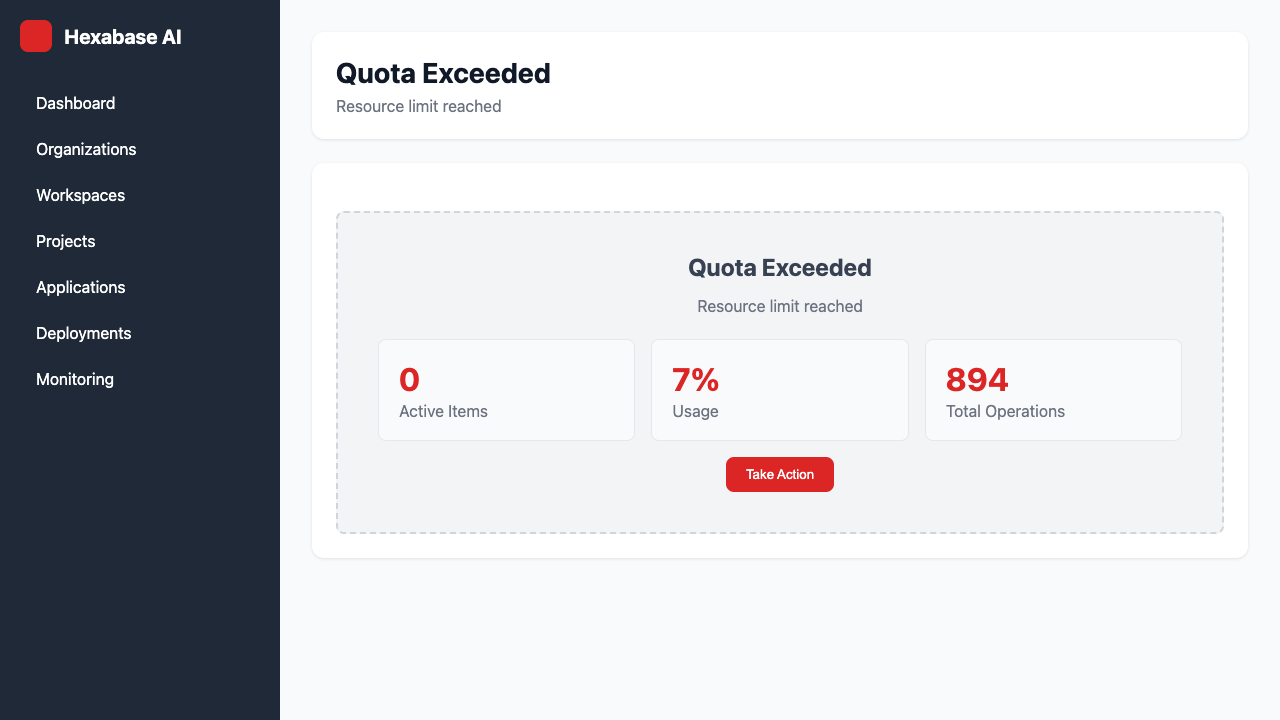 Hexabase AI
Dashboard
Organizations
Workspaces
Projects
Applications
Deployments
Monitoring
Quota Exceeded
Resource limit reached
Quota Exceeded
Resource limit reached
0
Active Items
7%
Usage
894
Total Operations
Take Action